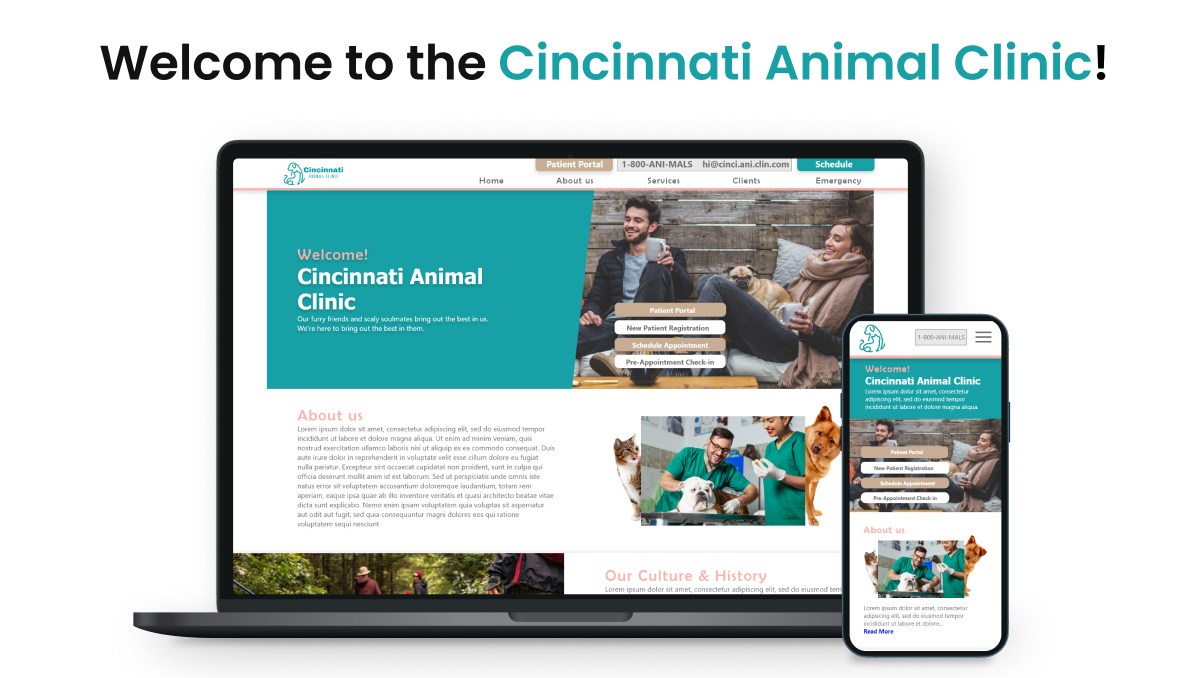 Welcome to the Cincinnati Animal Clinic!
Cincinnati
ANIMAL CLINIC
Patient Portal
1-800-ANI-MALS hi@cinci.ani.clin.com
Schedule
Home About us Services Clients Emergency
Welcome!
Cincinnati Animal
Clinic
Our furry friends and scaly soulmates bring out the best in us.
We're here to bring out the best in them.
Patient Portal
New Patient Registration
Schedule Appointment
Pre-Appointment Check-in
About us
Lorem ipsum dolor sit amet, consectetur adipiscing elit, sed do eiusmod tempor
incididunt ut labore et dolore magna aliqua. Ut enim ad minim veniam, quis
nostrud exercitation ullamco laboris nisi ut aliquip ex ea commodo consequat. Duis
aute irure dolor in reprehenderit in voluptate velit esse cillum dolore eu fugiat
nulla pariatur. Excepteur sint occaecat cupidatat non proident, sunt in culpa qui
officia deserunt mollit anim id est laborum. Sed ut perspiciatis unde omnis iste
natus error sit voluptatem accusantium doloremque laudantium, totam rem
aperiam, eaque ipsa quae ab illo inventore veritatis et quasi architecto beatae vitae
dicta sunt explicabo. Nemo enim ipsam voluptatem quia voluptas sit aspernatur
aut odit aut fugit, sed quia consequuntur magni dolores eos qui ratione
voluptatem sequi nesciunt.
Our Culture & History
Lorem ipsum dolor sit amet, consectetur adipiscing elit, sed do eiusmod tem
1-800-ANI-MALS
Welcome!
Cincinnati Animal Clinic
Lorem ipsum dolor sit amet, consectetur
adipiscing elit, sed do eiusmod tempor
incididunt ut labore et dolore magna aliqua.
Patient Portal
New Patient Registration
Schedule Appointment
Pre-Appointment Check-in
About us
Lorem ipsum dolor sit amet, consectetur
adipiscing elit, sed do eiusmod tempor
incididunt ut labore et dolore...
Read More